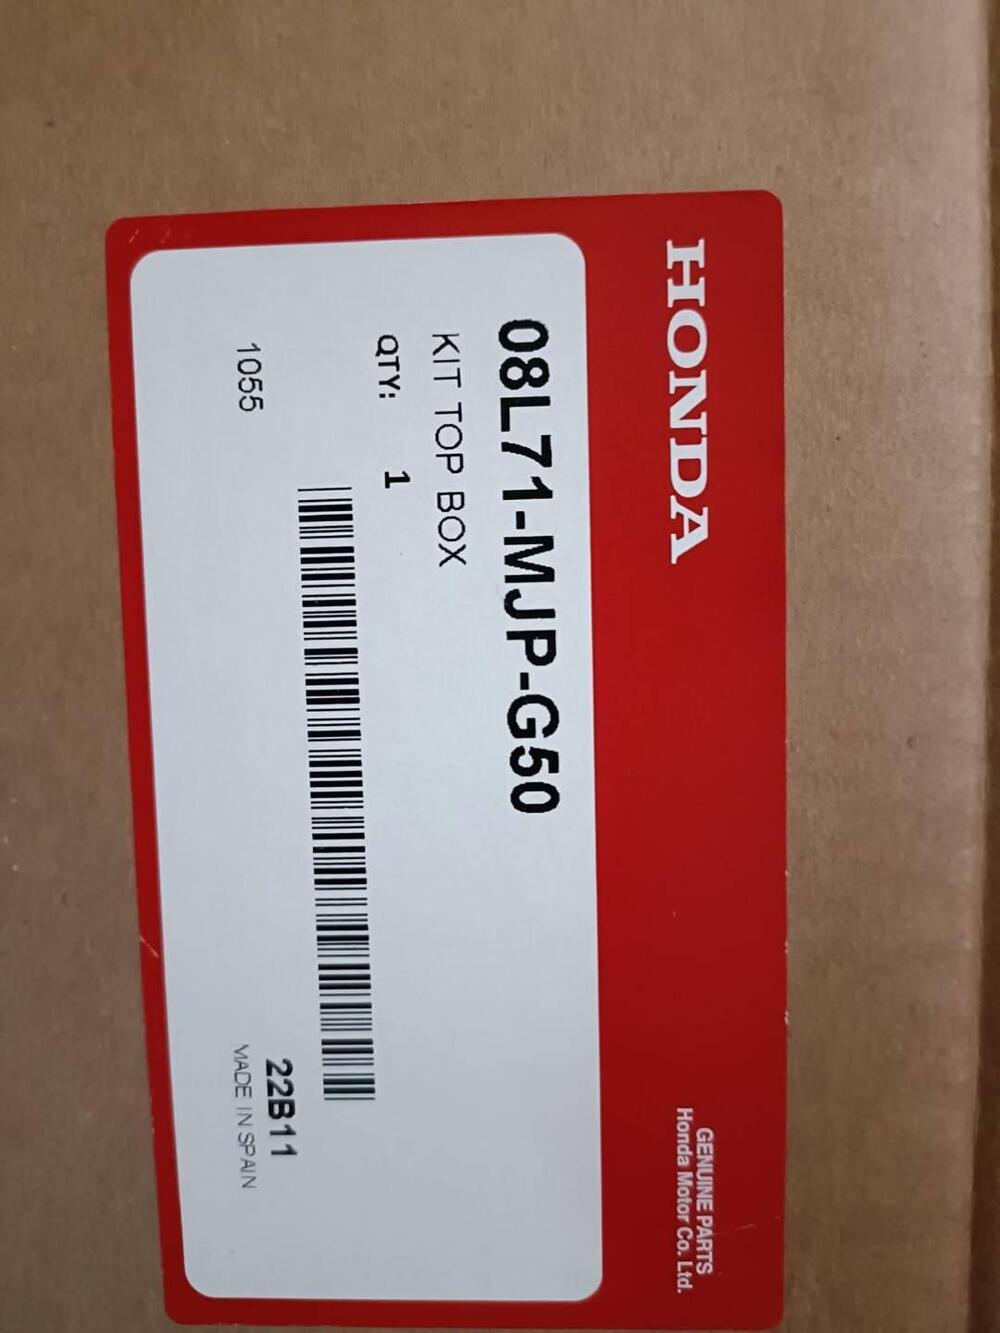 HONDA
GENUINE PARTS
Honda Motor Co. Ltd.
08L71-MJP-G50
KIT TOP BOX
QTY: 1
22B11
1055
MADE IN SPAIN